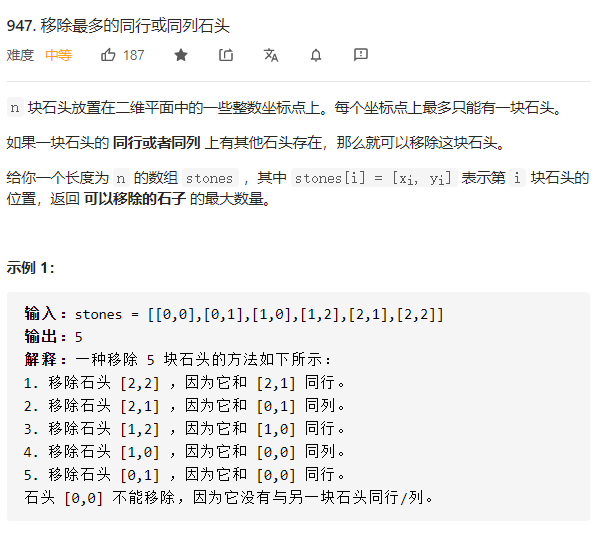 947. 移除最多的同行或同列石头
难度 中等 187
n 块石头放置在二维平面中的一些整数坐标点上。每个坐标点上最多只能有一块石头。
如果一块石头的 同行或者同列 上有其他石头存在，那么就可以移除这块石头。
给你一个长度为 n 的数组 stones ，其中 stones[i] = [xi, yi] 表示第 i 块石头的
位置，返回 可以移除的石子 的最大数量。
示例 1：
输入：stones = [[0,0],[0,1],[1,0],[1,2],[2,1],[2,2]]
输出：5
解释：一种移除 5 块石头的方法如下所示：
1. 移除石头 [2,2] ，因为它和 [2,1] 同行。
2. 移除石头 [2,1] ，因为它和 [0,1] 同列。
3. 移除石头 [1,2] ，因为它和 [1,0] 同行。
4. 移除石头 [1,0] ，因为它和 [0,0] 同列。
5. 移除石头 [0,1] ，因为它和 [0,0] 同行。
石头 [0,0] 不能移除，因为它没有与另一块石头同行/列。